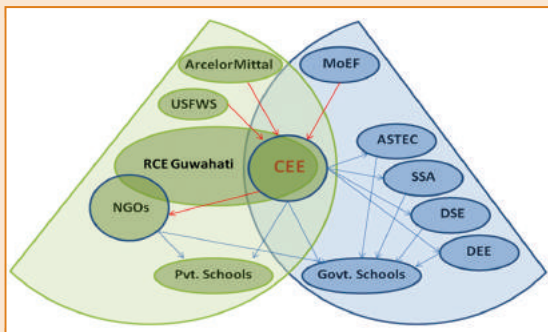 ArcelorMittal
MoEF
USFWS
ASTEC
RCE Guwahati
CEE
SSA
NGOs
DSE
DEE
Pvt. Schools
Govt. Schools